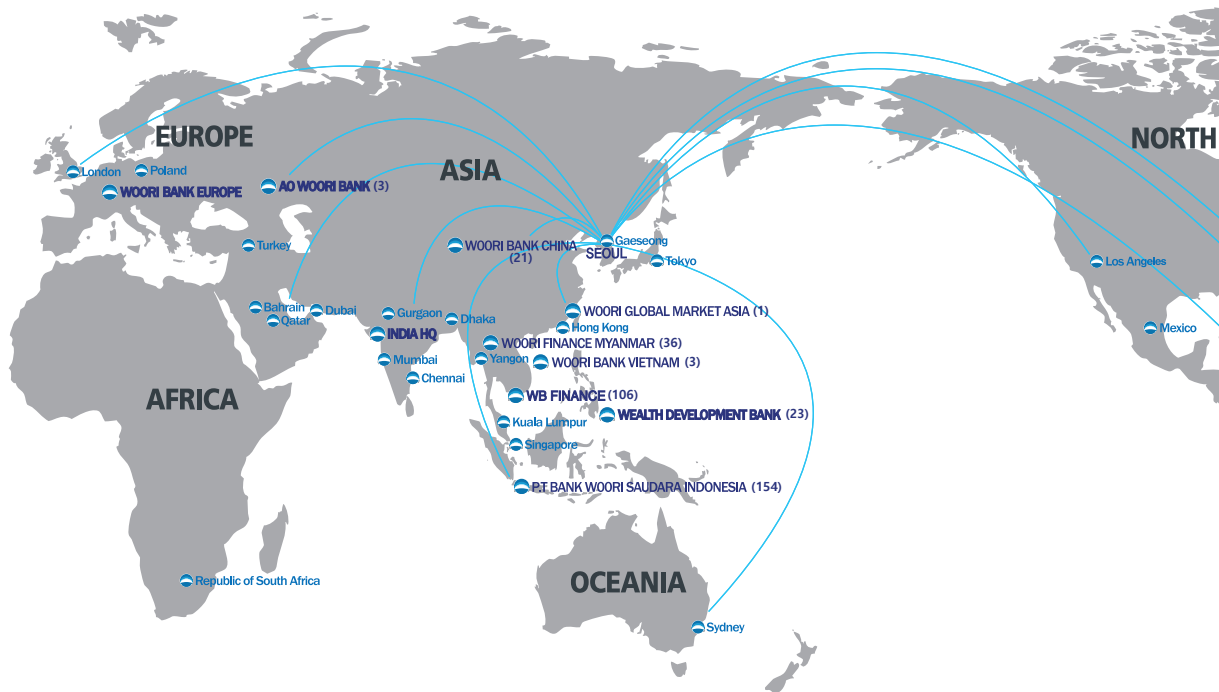 EUROPE
ASIA
NORTH
London
Poland
WOORI BANK EUROPE
AO WOORI BANK (3)
Turkey
WOORI BANK CHINA
(21)
Gaeseong
SEOUL
Tokyo
Los Angeles
Bahrain
Qatar
Dubai
Gurgaon
Dhaka
WOORI GLOBAL MARKET ASIA (1)
Hong Kong
INDIA HQ
WOORI FINANCE MYANMAR (36)
Mexico
Mumbai
Yangon
WOORI BANK VIETNAM (3)
Chennai
AFRICA
WB FINANCE (106)
WEALTH DEVELOPMENT BANK (23)
Kuala Lumpur
Singapore
P.T BANK WOORI SAUDARA INDONESIA (154)
Republic of South Africa
OCEANIA
Sydney